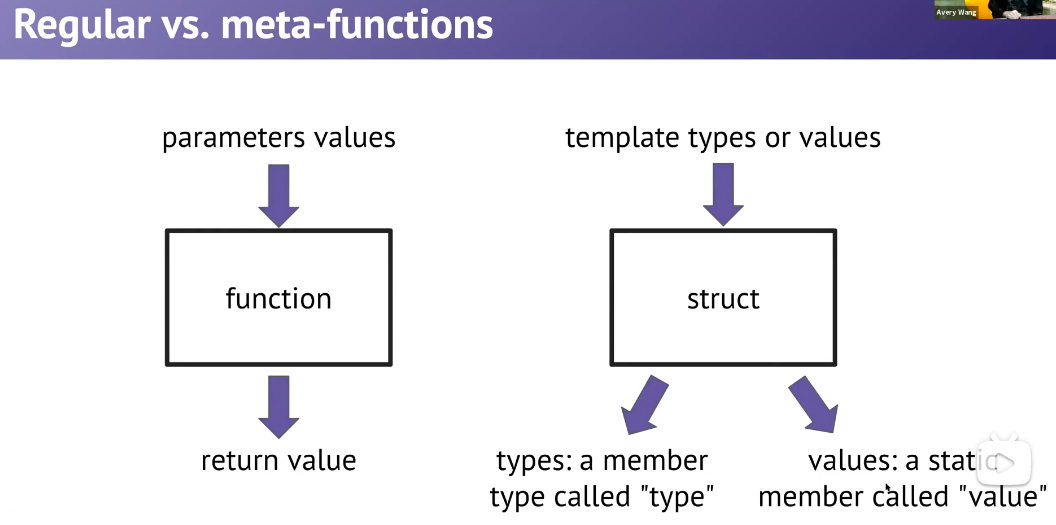 Regular vs. meta-functions
Avery Wang
parameters values
template types or values
function
struct
return value
types: a member
type called "type"
values: a static
member called "value"